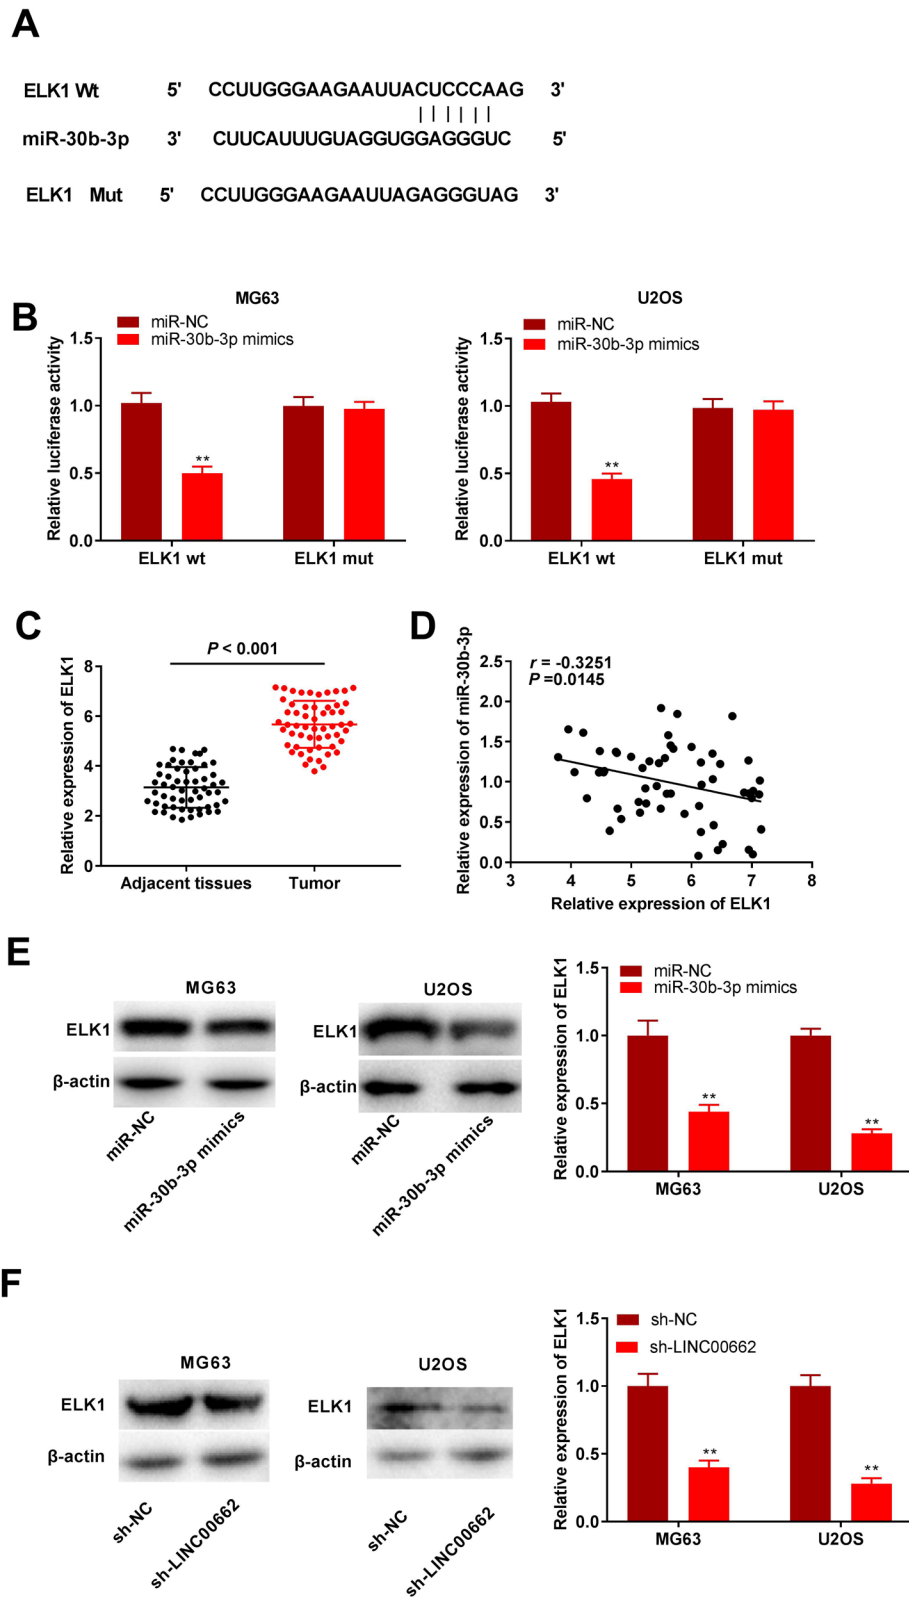 A
ELK1 Wt 5' CCUUGGGAAGAAUUACUCCCAAG 3'
miR-30b-3p 3' CUUCAUUUGUAGGUGGAGGGUC 5'
ELK1 Mut 5' CCUUGGGAAGAAUUAGAGGGUAG 3'
B
MG63
miR-NC
miR-30b-3p mimics
Relative luciferase activity
1.5
1.0
0.5
0.0
**
ELK1 wt ELK1 mut
U2OS
miR-NC
miR-30b-3p mimics
Relative luciferase activity
1.5
1.0
0.5
0.0
**
ELK1 wt ELK1 mut
C
P < 0.001
Relative expression of ELK1
8
6
4
2
0
Adjacent tissues Tumor
D
r = -0.3251
P =0.0145
Relative expression of miR-30b-3p
2.5
2.0
1.5
1.0
0.5
0.0
3 4 5 6 7 8
Relative expression of ELK1
E
MG63
ELK1
β-actin
miR-NC
miR-30b-3p mimics
U2OS
ELK1
β-actin
miR-NC
miR-30b-3p mimics
miR-NC
miR-30b-3p mimics
Relative expression of ELK1
1.5
1.0
0.5
0.0
**
**
MG63 U2OS
F
MG63
ELK1
β-actin
sh-NC
sh-LINC00662
U2OS
ELK1
β-actin
sh-NC
sh-LINC00662
sh-NC
sh-LINC00662
Relative expression of ELK1
1.5
1.0
0.5
0.0
**
**
MG63 U2OS